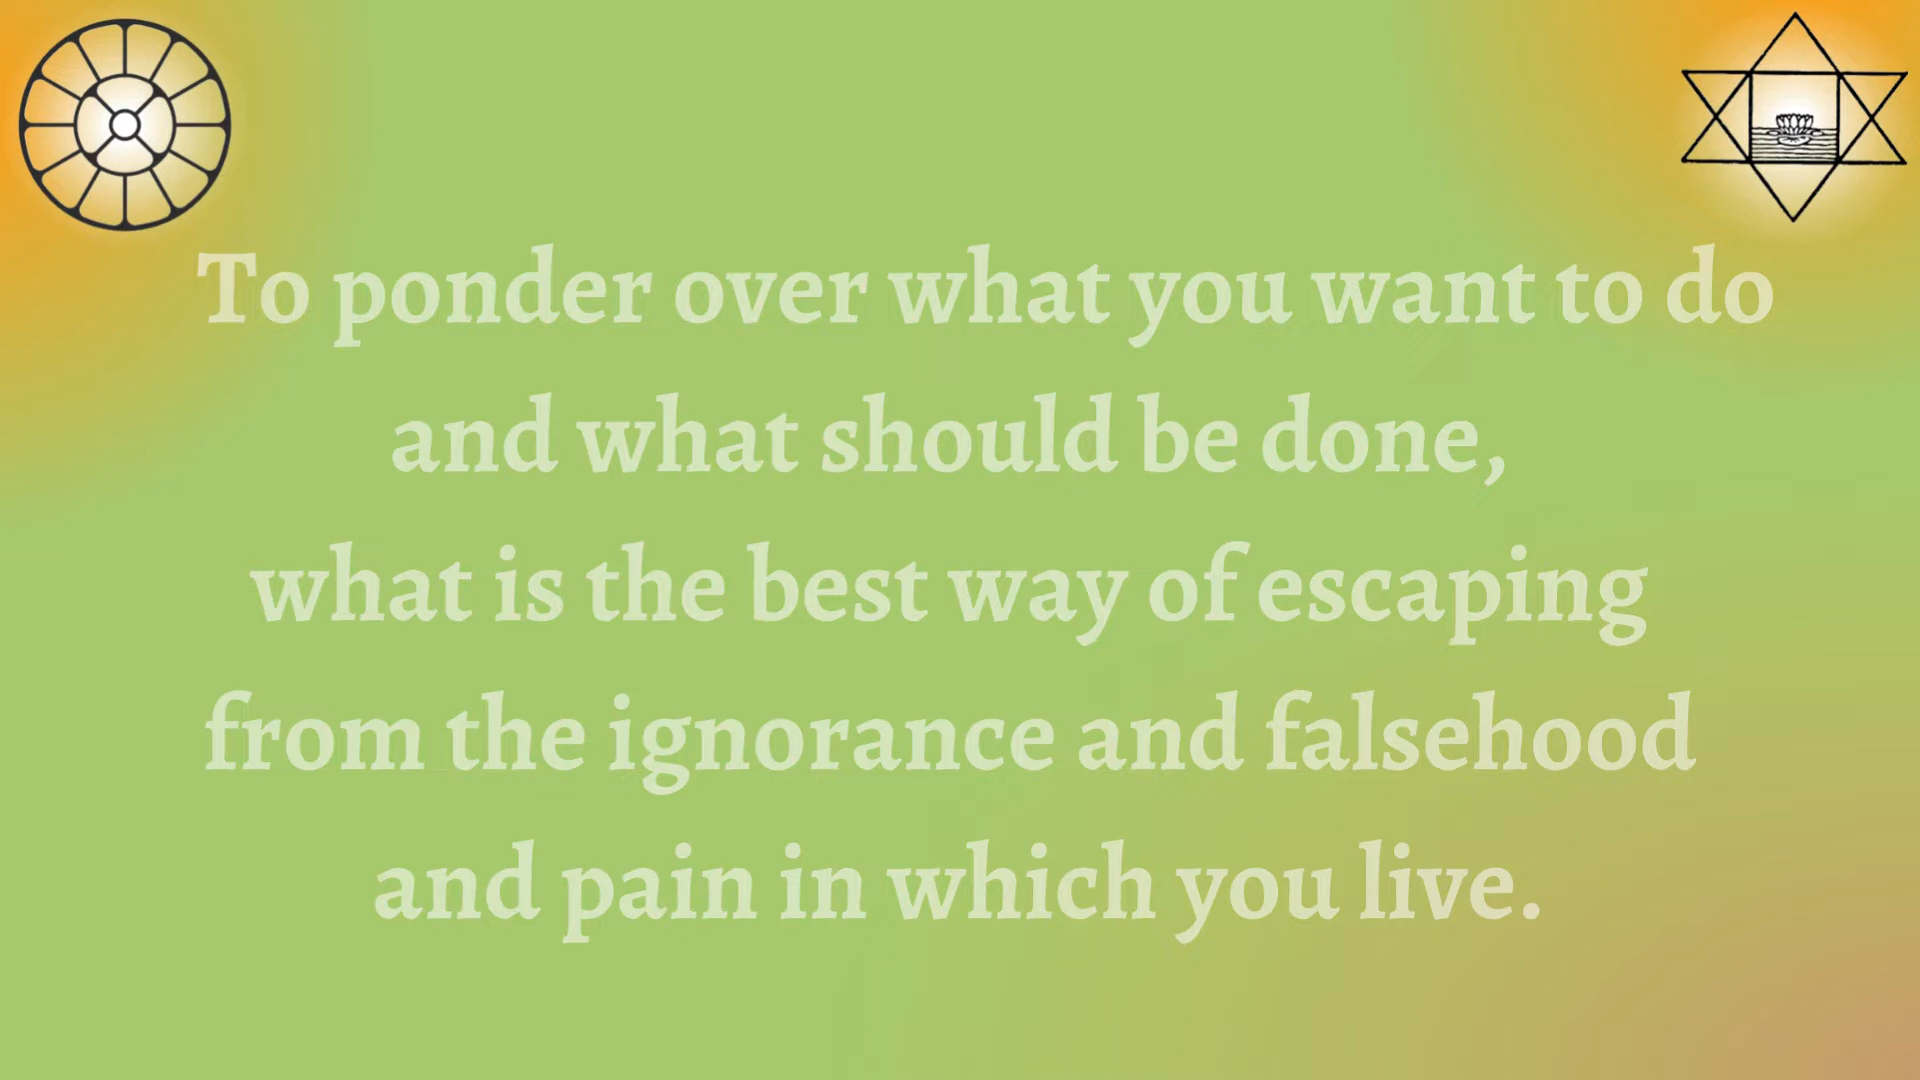 To ponder over what you want to do
and what should be done,
what is the best way of escaping
from the ignorance and falsehood
and pain in which you live.